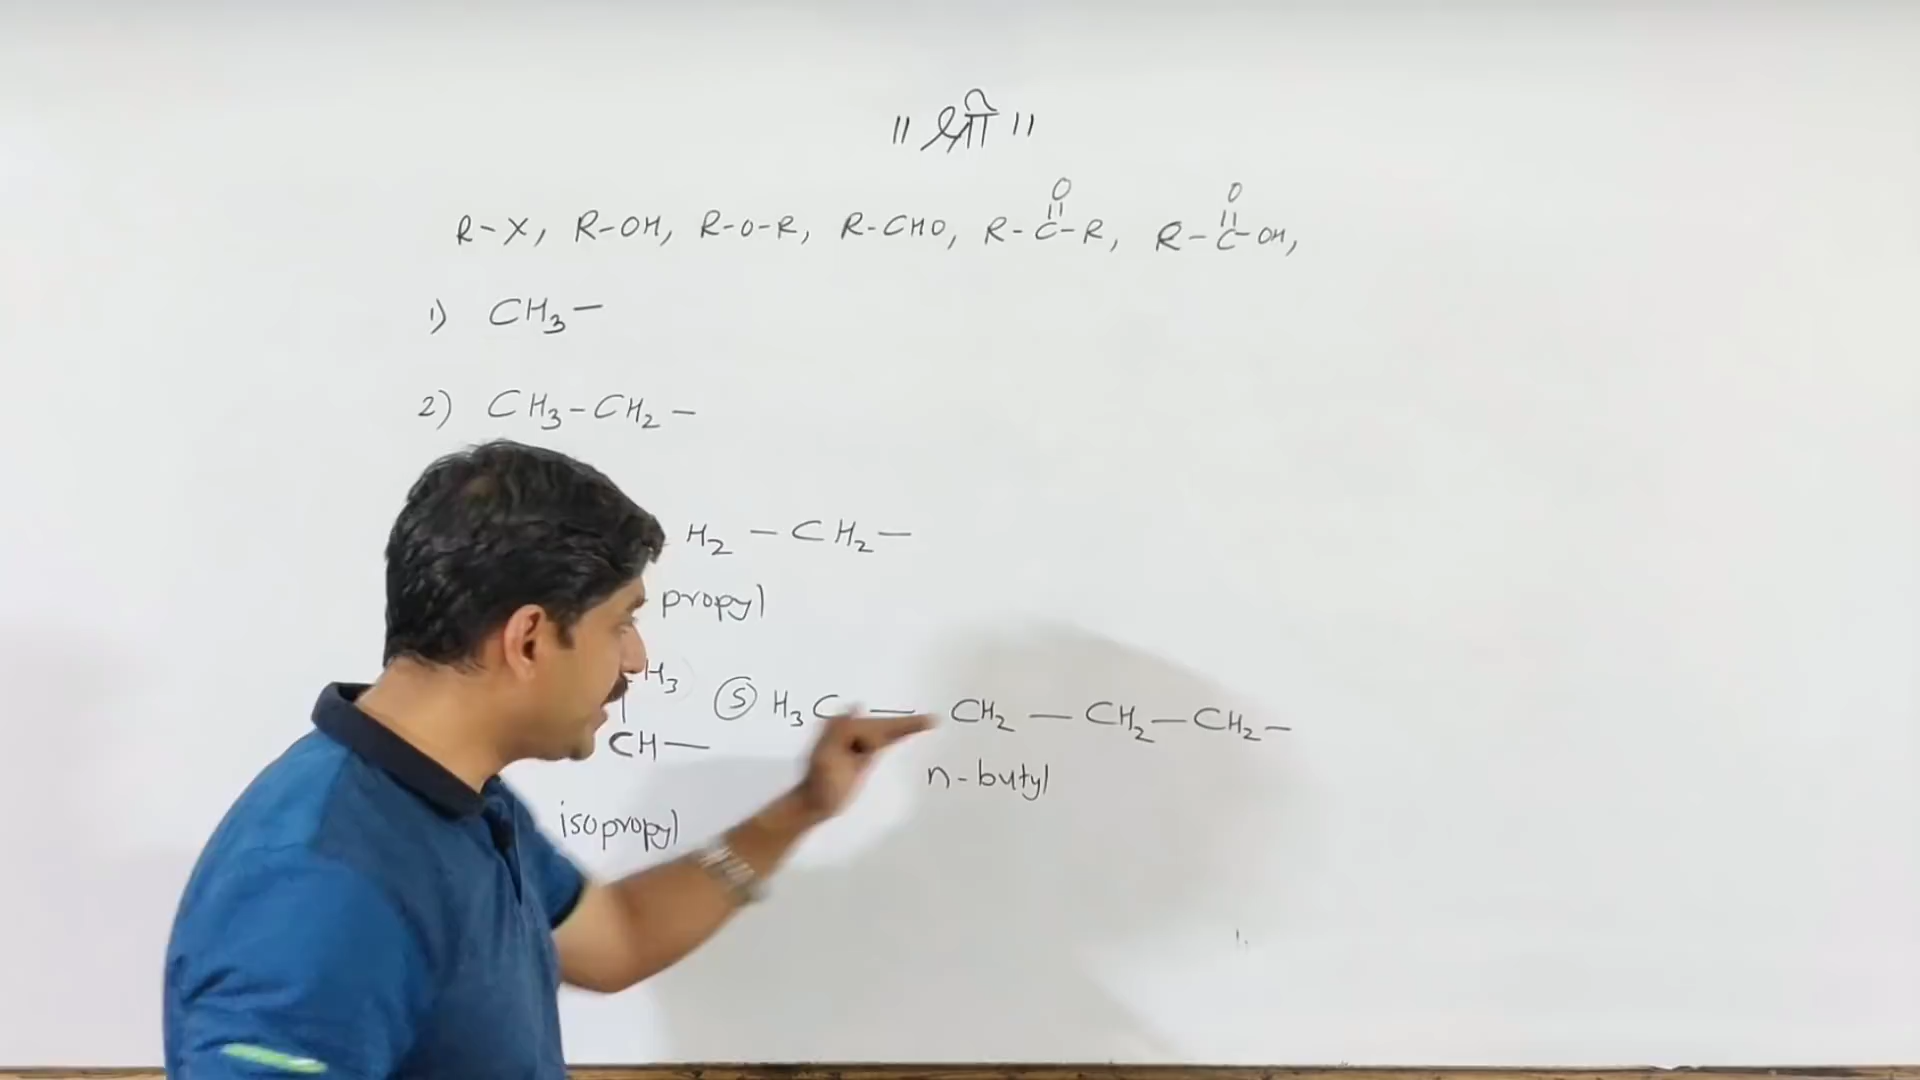 ॥ श्री ॥
O O
R-X, R-OH, R-O-R, R-CHO, R-C-R, R-C-OH,
1) CH3-
2) CH3-CH2-
H2-CH2-
propyl
H3
CH-
isopropyl
⑤ H3C-CH2-CH2-CH2-
n-butyl